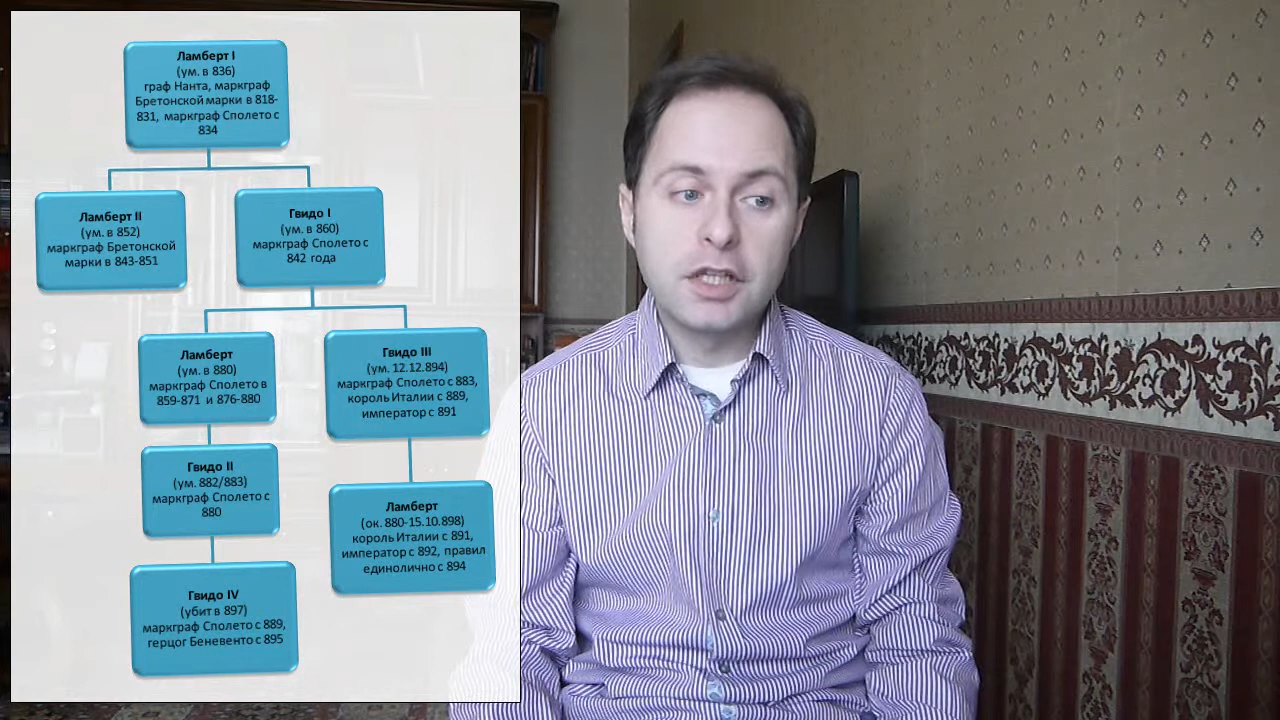 Ламберт I
(ум. в 836)
граф Нанта, маркграф
Бретонской марки в 818-
831, маркграф Сполето с
834
Ламберт II
(ум. в 852)
маркграф Бретонской
марки в 843-851
Гвидо I
(ум. в 860)
маркграф Сполето с
842 года
Ламберт
(ум. в 880)
маркграф Сполето в
859-871 и 876-880
Гвидо III
(ум. 12.12.894)
маркграф Сполето с 883,
король Италии с 889,
император с 891
Гвидо II
(ум. 882/883)
маркграф Сполето с
880
Ламберт
(ок. 880-15.10.898)
король Италии с 891,
император с 892, правил
единолично с 894
Гвидо IV
(убит в 897)
маркграф Сполето с 889,
герцог Беневенто с 895